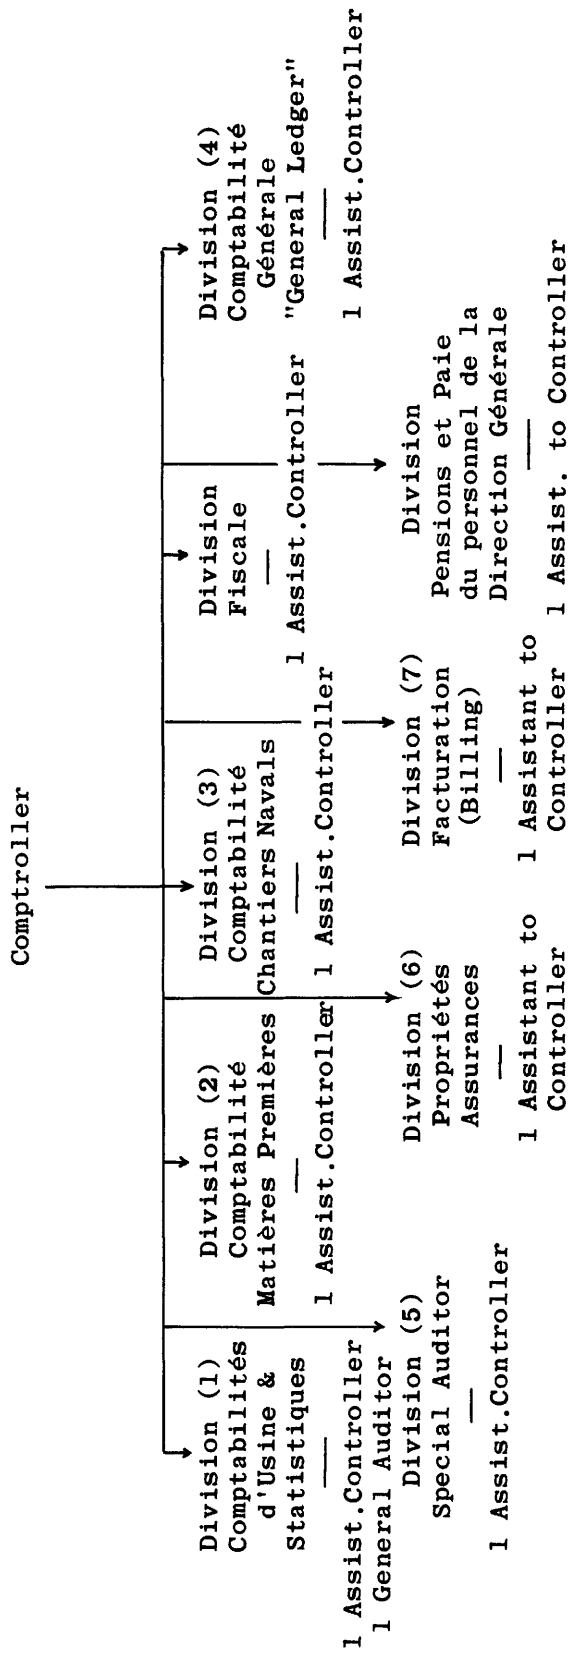 Comptroller
Division (1)
Comptabilités
d'Usine &
Statistiques
1 Assist.Controller
1 General Auditor
Division (2)
Comptabilité
Matières Premières
1 Assist.Controller
Division (3)
Comptabilité
Chantiers Navals
1 Assist.Controller
Division
Fiscale
1 Assist.Controller
Division (4)
Comptabilité
Générale
"General Ledger"
1 Assist.Controller
Division (5)
Special Auditor
1 Assist.Controller
Division (6)
Propriétés
Assurances
1 Assistant to
Controller
Division (7)
Facturation
(Billing)
1 Assistant to
Controller
Division
Pensions et Paie
du personnel de la
Direction Générale
1 Assist. to Controller